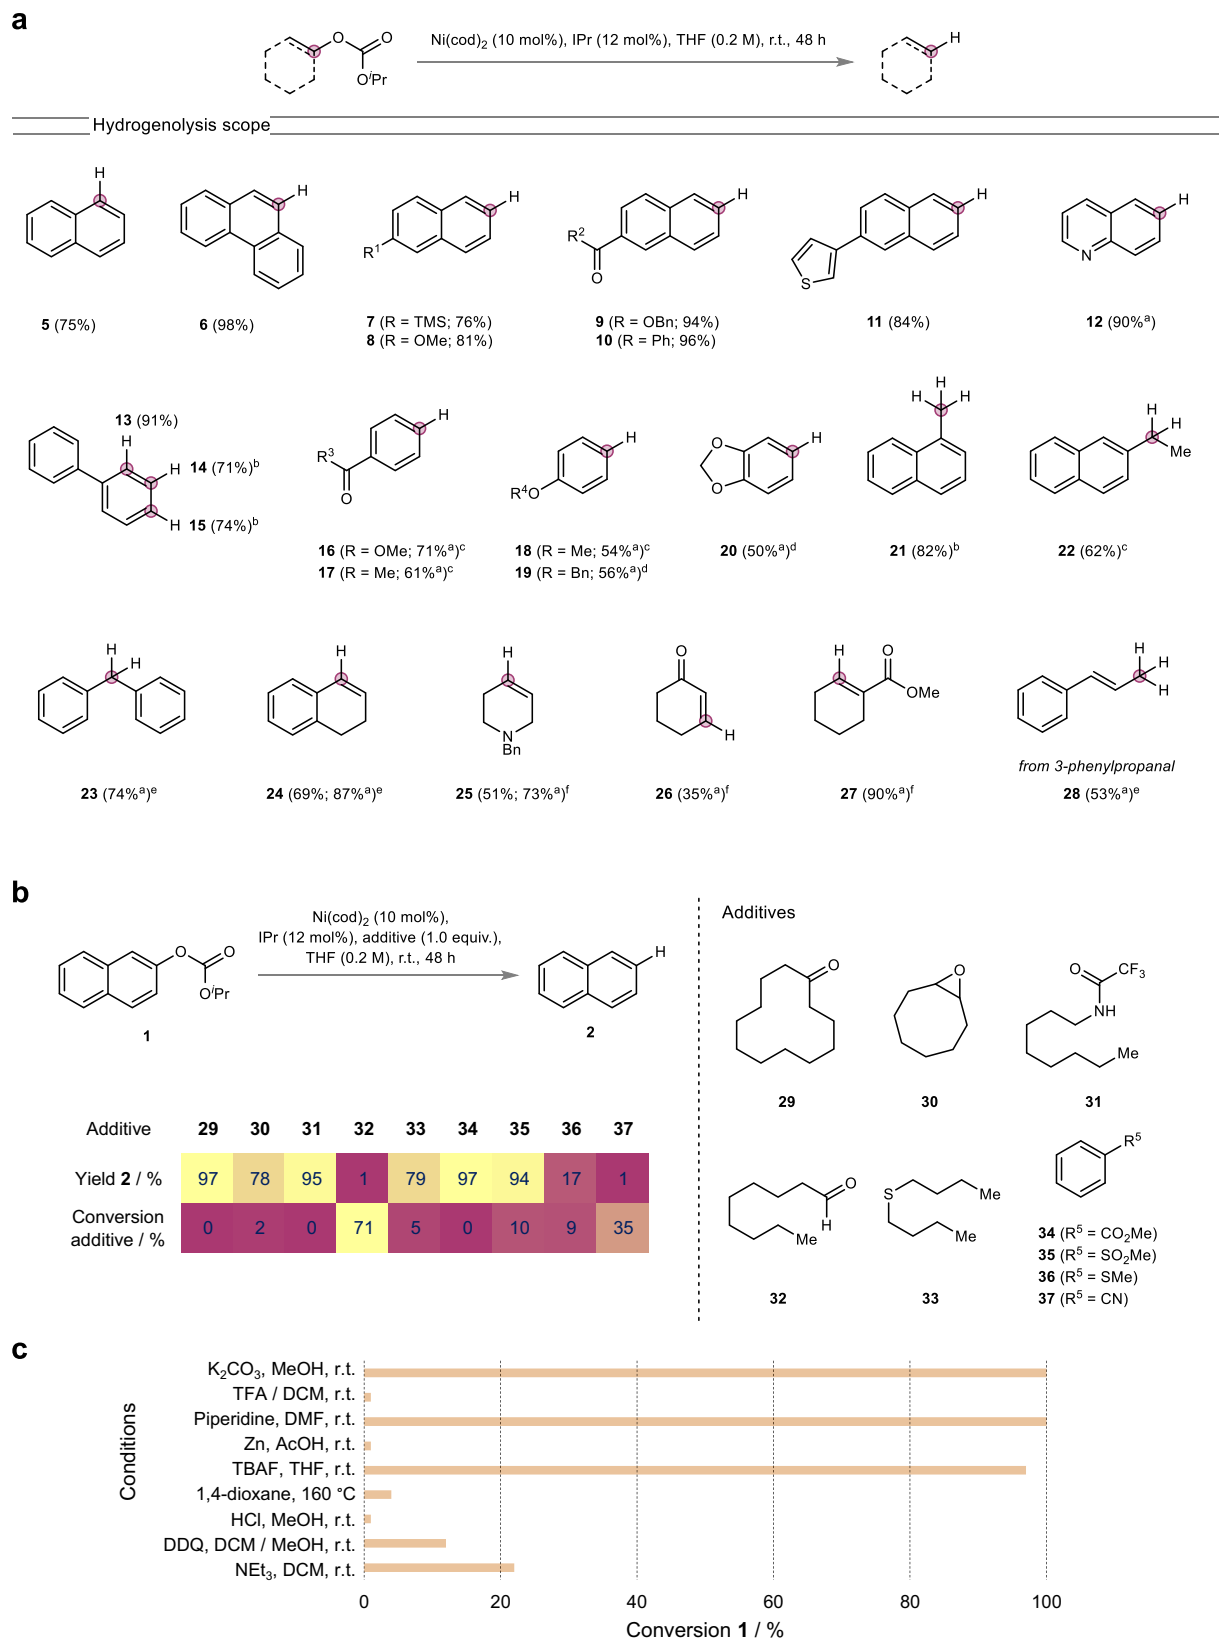 a
O
O
OⁱPr
Ni(cod)₂ (10 mol%), IPr (12 mol%), THF (0.2 M), r.t., 48 h
H
Hydrogenolysis scope
H
H
R¹
H
R²
O
H
S
H
N
H
5 (75%)
6 (98%)
7 (R = TMS; 76%)
8 (R = OMe; 81%)
9 (R = OBn; 94%)
10 (R = Ph; 96%)
11 (84%)
12 (90%ᵃ)
13 (91%)
H
H
14 (71%)ᵇ
H
15 (74%)ᵇ
R³
O
H
R⁴O
H
O
O
H
H
H
H
H
H
Me
16 (R = OMe; 71%ᵃ)ᶜ
17 (R = Me; 61%ᵃ)ᶜ
18 (R = Me; 54%ᵃ)ᶜ
19 (R = Bn; 56%ᵃ)ᵈ
20 (50%ᵃ)ᵈ
21 (82%)ᵇ
22 (62%)ᶜ
H
H
H
H
N
Bn
O
H
H
O
OMe
H
H
H
from 3-phenylpropanal
23 (74%ᵃ)ᵉ
24 (69%; 87%ᵃ)ᵉ
25 (51%; 73%ᵃ)ᶠ
26 (35%ᵃ)ᶠ
27 (90%ᵃ)ᶠ
28 (53%ᵃ)ᵉ
b
O
O
OⁱPr
1
Ni(cod)₂ (10 mol%),
IPr (12 mol%), additive (1.0 equiv.),
THF (0.2 M), r.t., 48 h
H
2
Additive 29 30 31 32 33 34 35 36 37
Yield 2 / % 97 78 95 1 79 97 94 17 1
Conversion
additive / % 0 2 0 71 5 0 10 9 35
Additives
O
29
O
30
O
CF₃
NH
Me
31
O
H
Me
32
S
Me
Me
33
R⁵
34 (R⁵ = CO₂Me)
35 (R⁵ = SO₂Me)
36 (R⁵ = SMe)
37 (R⁵ = CN)
c
Conditions
K₂CO₃, MeOH, r.t.
TFA / DCM, r.t.
Piperidine, DMF, r.t.
Zn, AcOH, r.t.
TBAF, THF, r.t.
1,4-dioxane, 160 °C
HCl, MeOH, r.t.
DDQ, DCM / MeOH, r.t.
NEt₃, DCM, r.t.
0 20 40 60 80 100
Conversion 1 / %